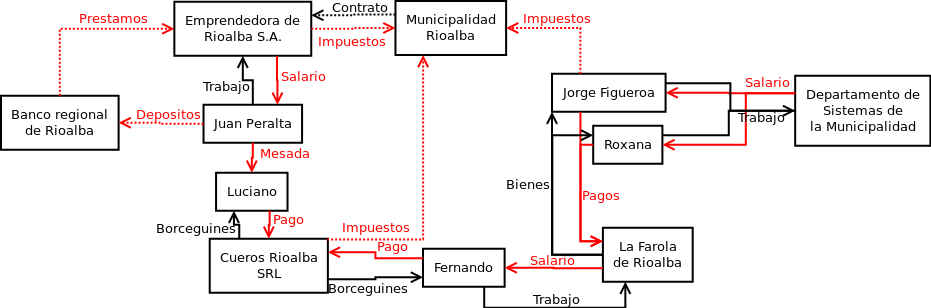 Prestamos
Emprendedora de
Rioalba S.A.
Contrato
Municipalidad
Rioalba
Impuestos
Impuestos
Salario
Trabajo
Banco regional
de Rioalba
Depositos
Juan Peralta
Jorge Figueroa
Salario
Departamento de
Sistemas de
la Municipalidad
Trabajo
Roxana
Mesada
Luciano
Bienes
Pagos
Pago
Borceguines
Impuestos
Cueros Rioalba
SRL
Pago
Fernando
Salario
La Farola
de Rioalba
Borceguines
Trabajo